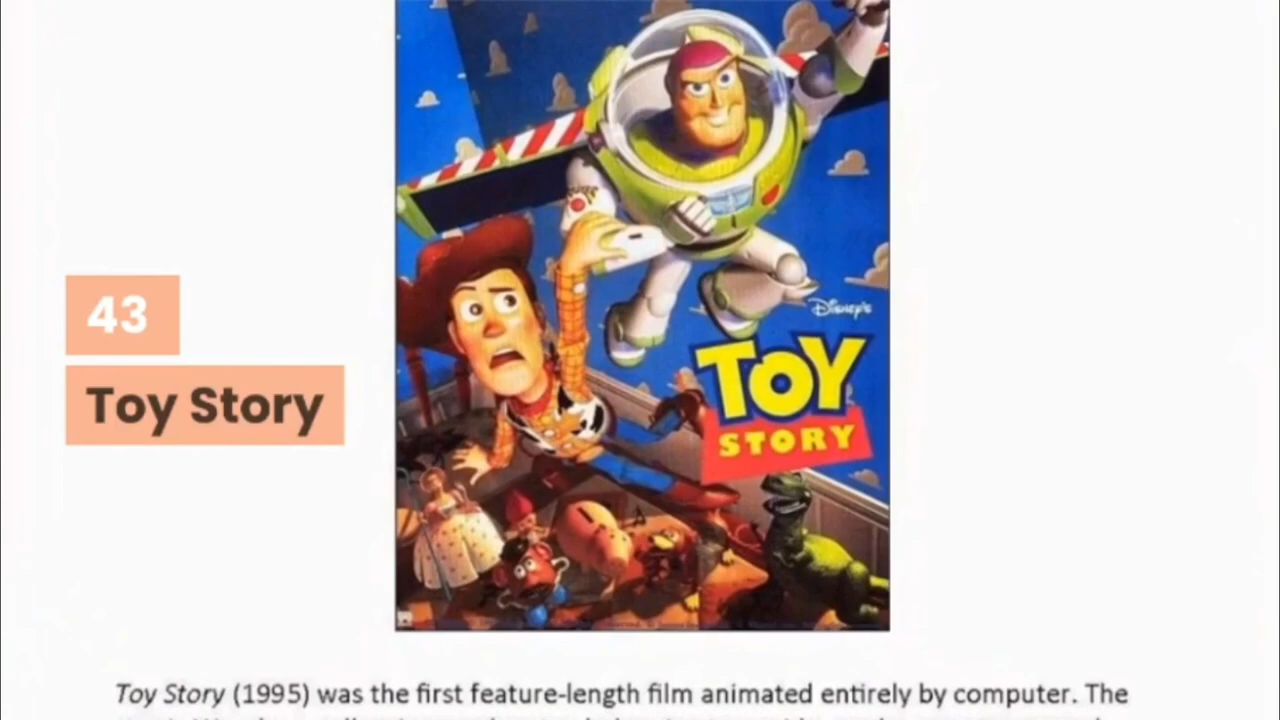 43
Toy Story
Disney's
TOY
STORY
Toy Story (1995) was the first feature-length film animated entirely by computer. The